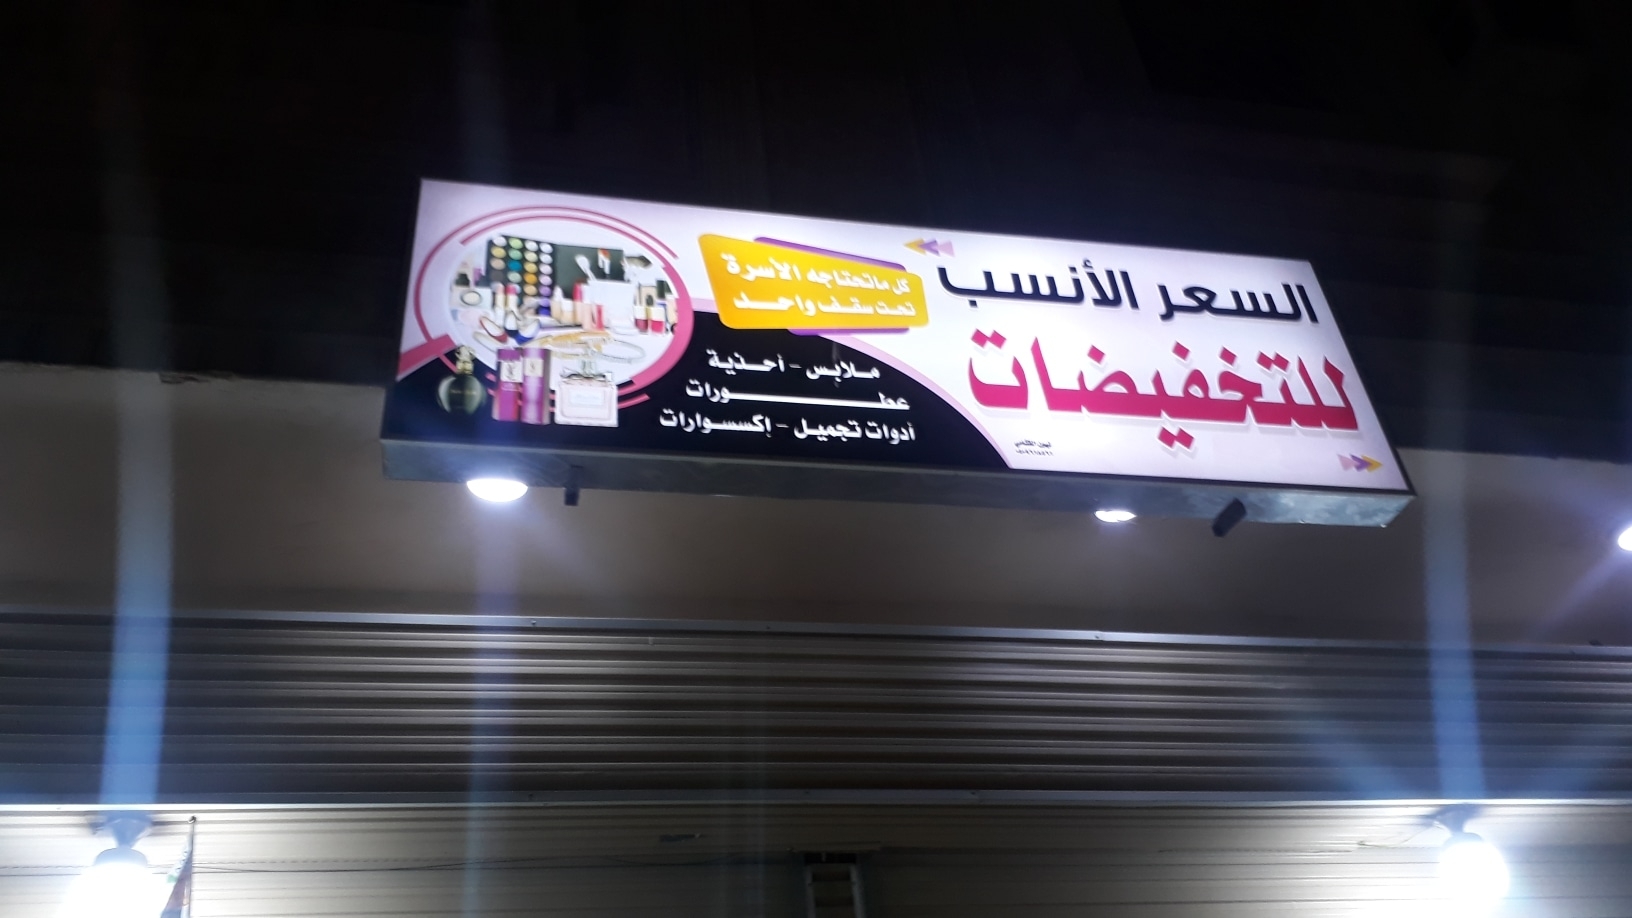 السعر الأنسب
للتخفيضات
كل ماتحتاجه الأسرة
تحت سقف واحد
ملابس - أحذية
عطورات
أدوات تجميل - إكسسوارات